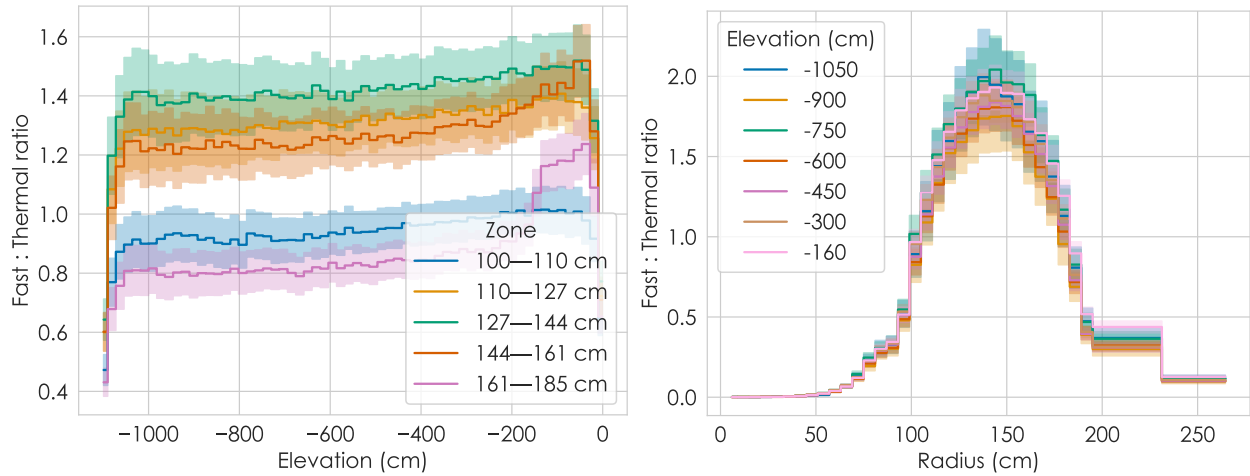 1.6
1.4
1.2
1.0
0.8
0.6
0.4
Fast : Thermal ratio
Zone
100—110 cm
110—127 cm
127—144 cm
144—161 cm
161—185 cm
−1000 −800 −600 −400 −200 0
Elevation (cm)
2.0
1.5
1.0
0.5
0.0
Fast : Thermal ratio
Elevation (cm)
-1050
-900
-750
-600
-450
-300
-160
0 50 100 150 200 250
Radius (cm)